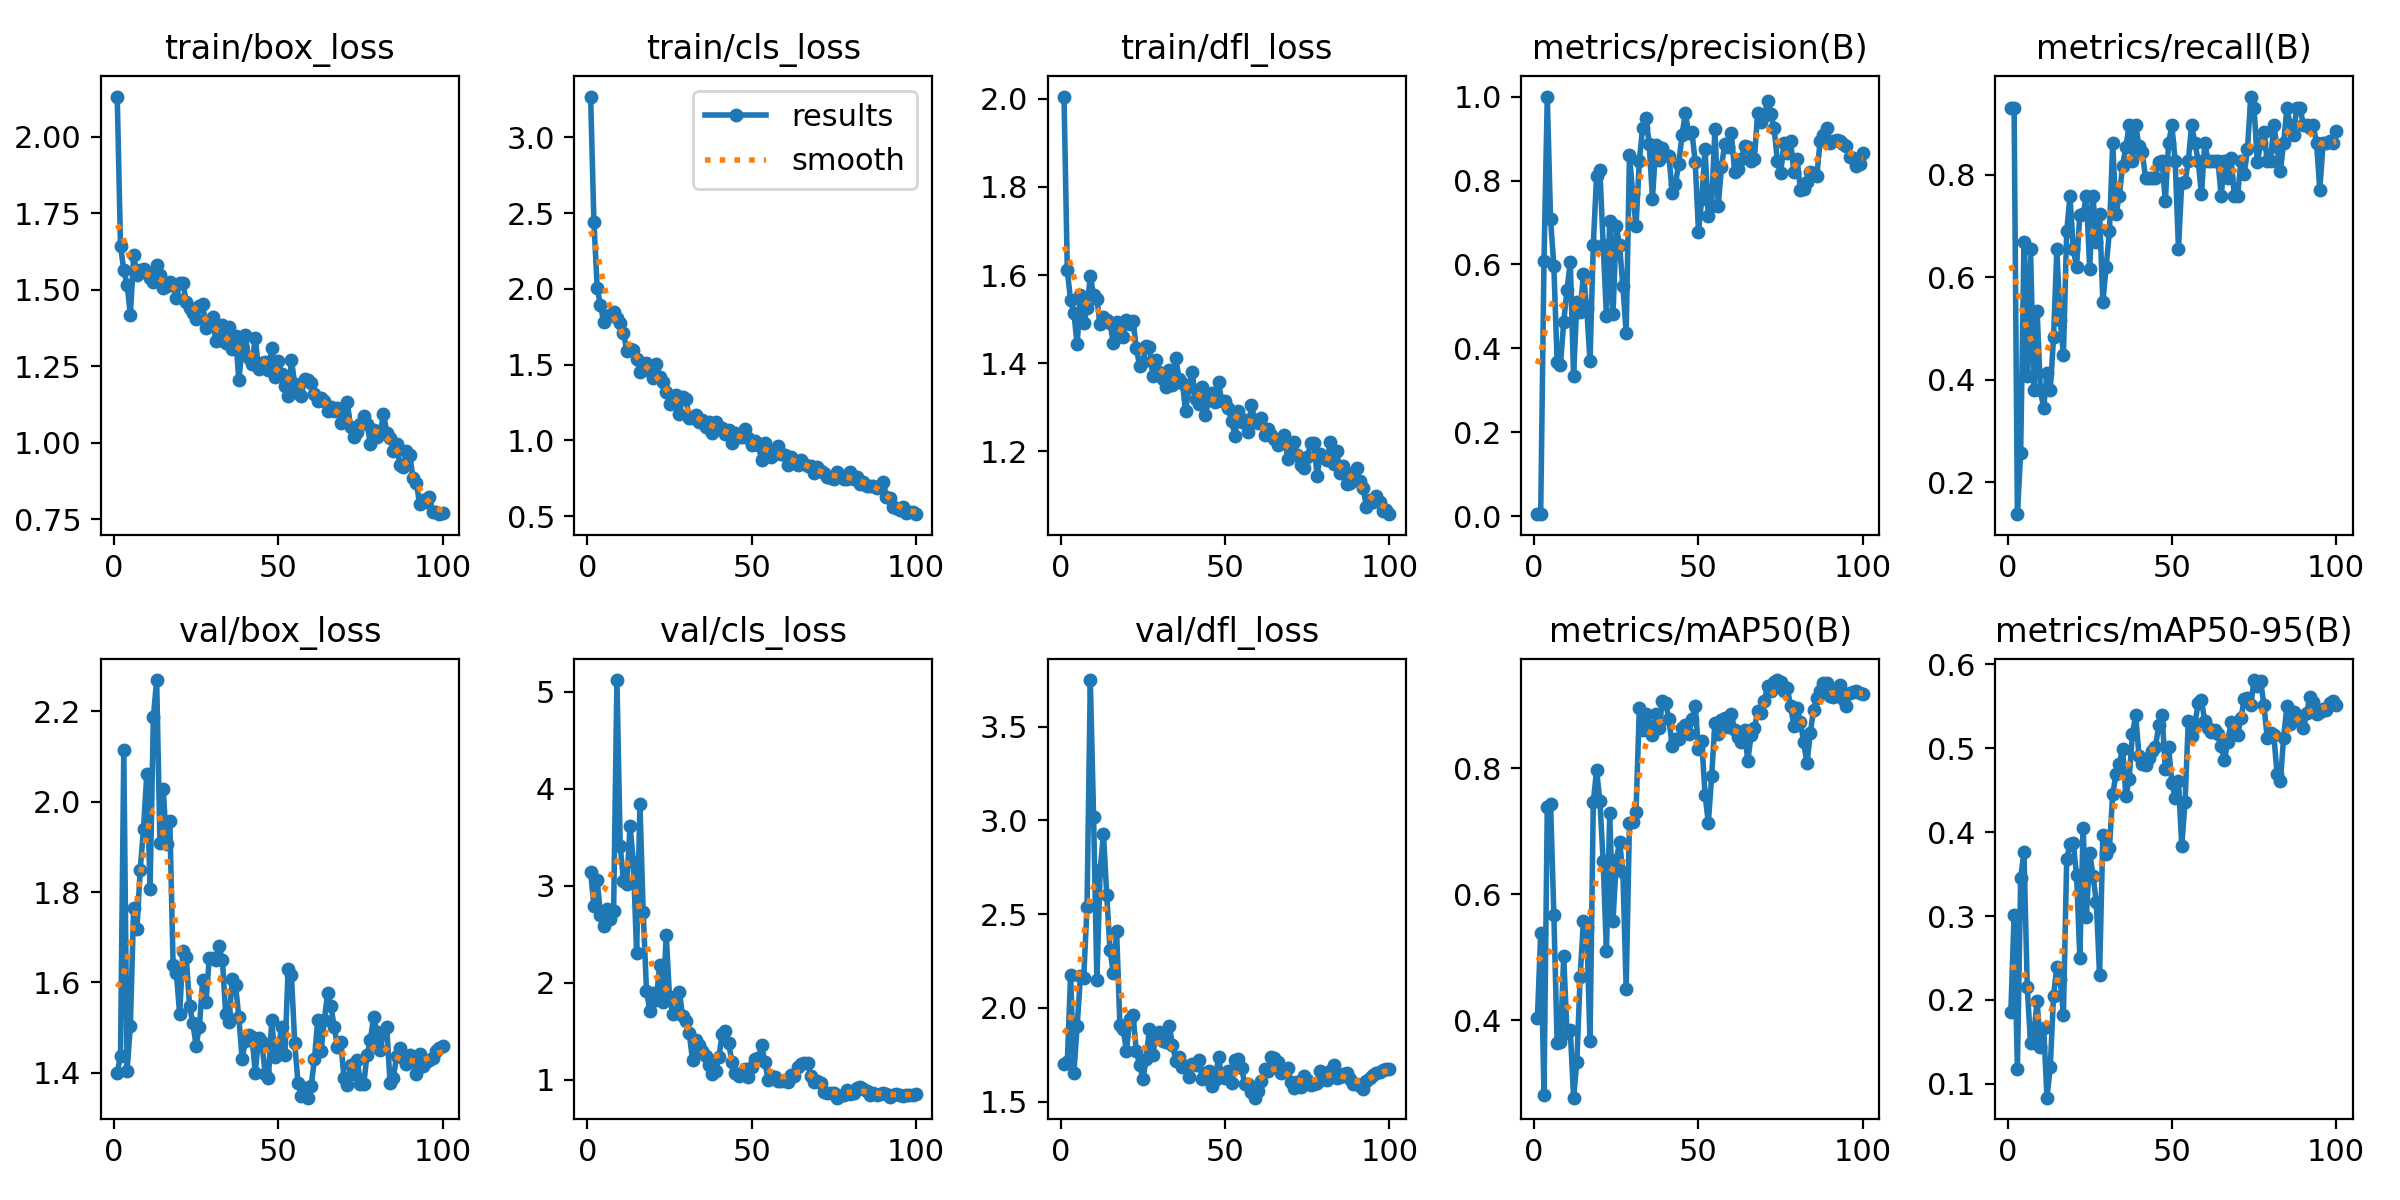 train/box_loss
2.00
1.75
1.50
1.25
1.00
0.75
0 50 100
train/cls_loss
results
smooth
3.0
2.5
2.0
1.5
1.0
0.5
0 50 100
train/dfl_loss
2.0
1.8
1.6
1.4
1.2
0 50 100
metrics/precision(B)
1.0
0.8
0.6
0.4
0.2
0.0
0 50 100
metrics/recall(B)
0.8
0.6
0.4
0.2
0 50 100
val/box_loss
2.2
2.0
1.8
1.6
1.4
0 50 100
val/cls_loss
5
4
3
2
1
0 50 100
val/dfl_loss
3.5
3.0
2.5
2.0
1.5
0 50 100
metrics/mAP50(B)
0.8
0.6
0.4
0 50 100
metrics/mAP50-95(B)
0.6
0.5
0.4
0.3
0.2
0.1
0 50 100